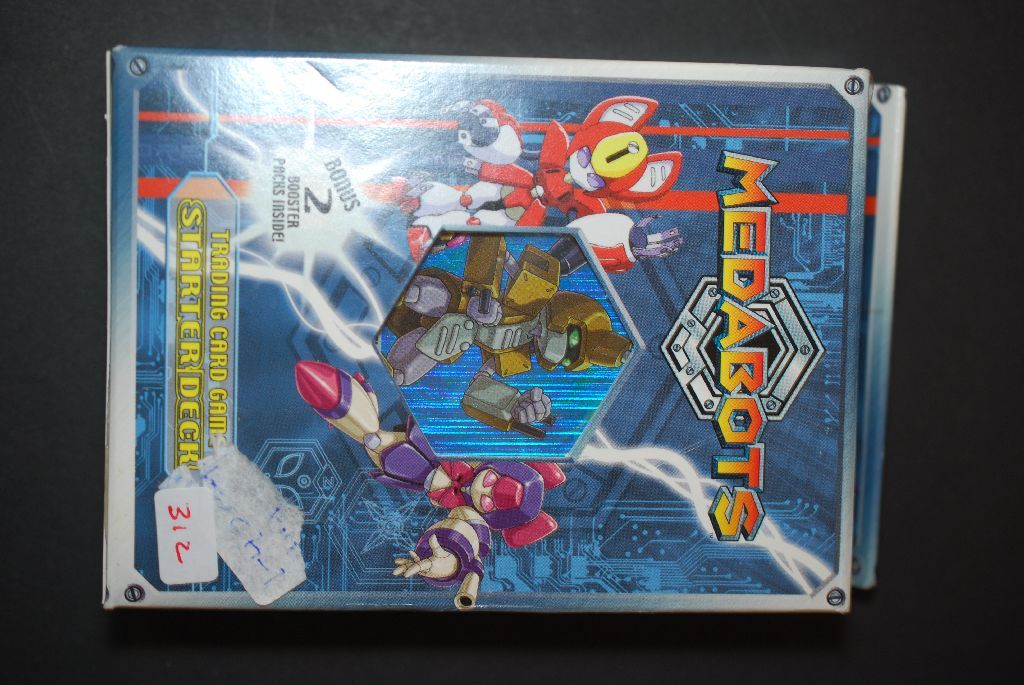 MEDABOTS
BONUS
2
BOOSTER
PACKS INSIDE!
TRADING CARD GAME
STARTER DECK
312